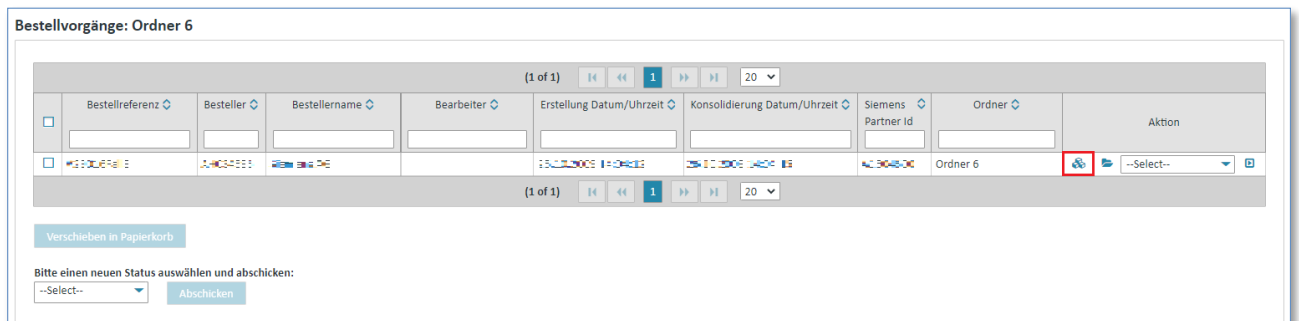 Bestellvorgänge: Ordner 6
(1 of 1) 1 20
Bestellreferenz Besteller Bestellername Bearbeiter Erstellung Datum/Uhrzeit Konsolidierung Datum/Uhrzeit Siemens Partner Id Ordner Aktion
Ordner 6 --Select--
(1 of 1) 1 20
Verschieben in Papierkorb
Bitte einen neuen Status auswählen und abschicken:
--Select-- Abschicken